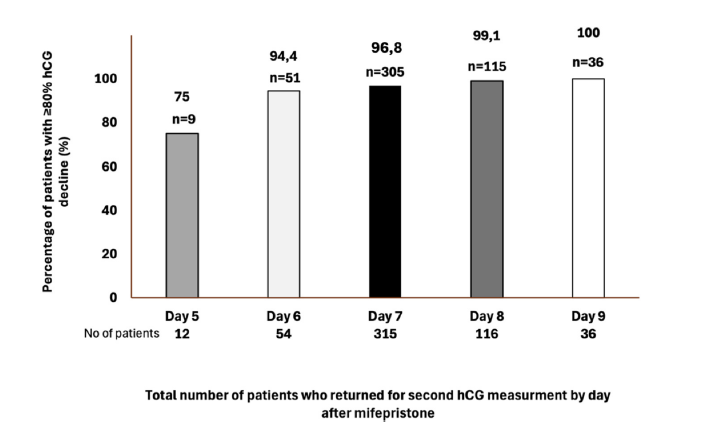 Percentage of patients with ≥80% hCG
decline (%)
100
80
60
40
20
0
75
n=9
94,4
n=51
96,8
n=305
99,1
n=115
100
n=36
Day 5 Day 6 Day 7 Day 8 Day 9
No of patients 12 54 315 116 36
Total number of patients who returned for second hCG measurment by day
after mifepristone